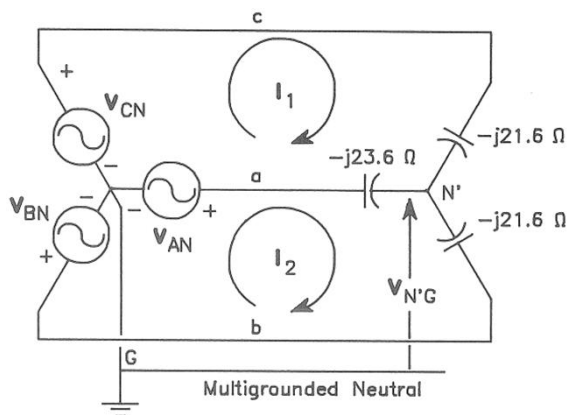 c
+
V_CN
I_1
−
-j21.6 Ω
-j23.6 Ω
a
N'
−
V_BN
−
+
V_AN
+
-j21.6 Ω
I_2
V_N'G
b
G
Multigrounded Neutral